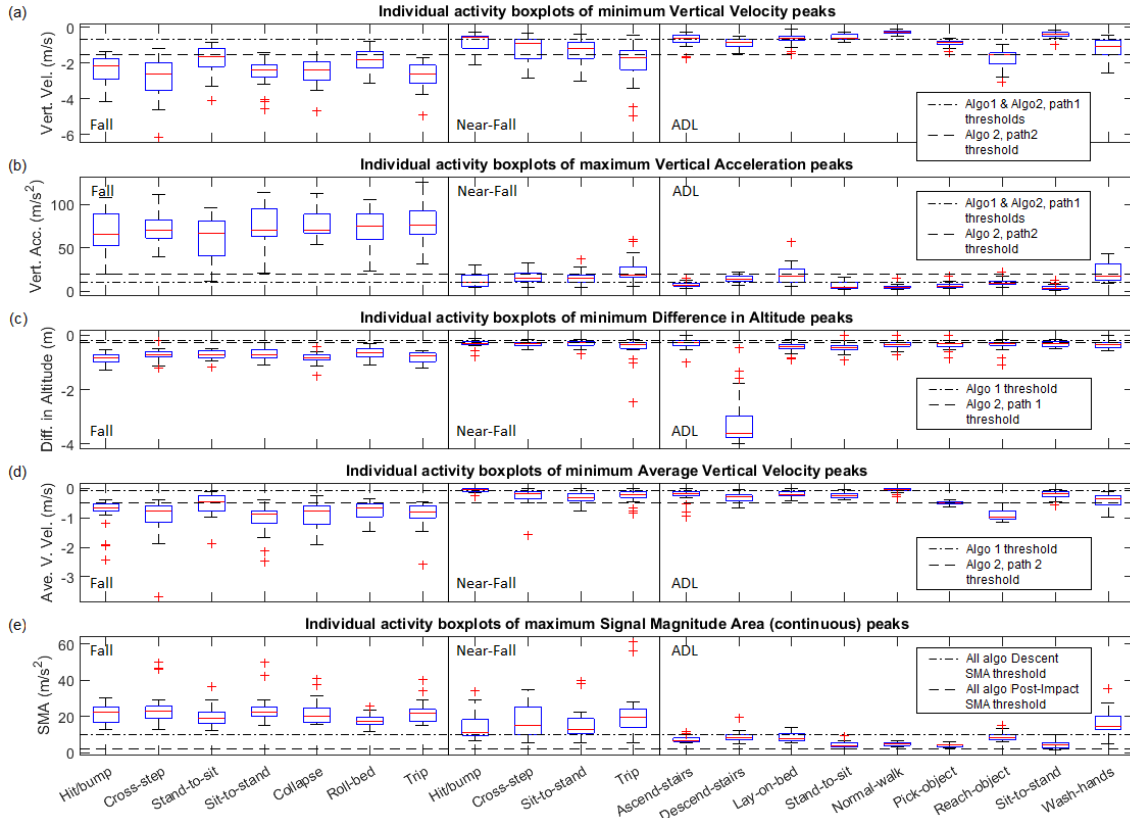 (a)
Individual activity boxplots of minimum Vertical Velocity peaks
Vert. Vel. (m/s)
0
-2
-4
-6
Fall
Near-Fall
ADL
Algo1 & Algo2, path1
thresholds
Algo 2, path2
threshold
(b)
Individual activity boxplots of maximum Vertical Acceleration peaks
Vert. Acc. (m/s²)
100
50
0
Fall
Near-Fall
ADL
Algo1 & Algo2, path1
thresholds
Algo 2, path2
threshold
(c)
Individual activity boxplots of minimum Difference in Altitude peaks
Diff. in Altitude (m)
0
-2
-4
Fall
Near-Fall
ADL
Algo 1 threshold
Algo 2, path 1
threshold
(d)
Individual activity boxplots of minimum Average Vertical Velocity peaks
Ave. V. Vel. (m/s)
0
-1
-2
-3
Fall
Near-Fall
ADL
Algo 1 threshold
Algo 2, path 2
threshold
(e)
Individual activity boxplots of maximum Signal Magnitude Area (continuous) peaks
SMA (m/s²)
60
40
20
0
Fall
Near-Fall
ADL
All algo Descent
SMA threshold
All algo Post-Impact
SMA threshold
Hit/bump
Cross-step
Stand-to-sit
Sit-to-stand
Collapse
Roll-bed
Trip
Hit/bump
Cross-step
Sit-to-stand
Trip
Ascend-stairs
Descend-stairs
Lay-on-bed
Stand-to-sit
Normal-walk
Pick-object
Reach-object
Sit-to-stand
Wash-hands